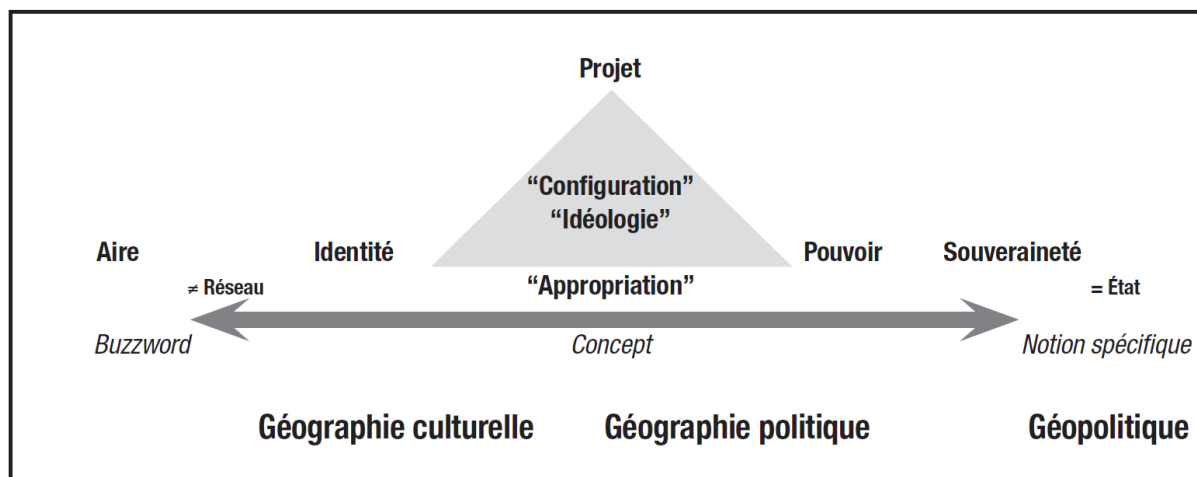 Projet
“Configuration”
“Idéologie”
Aire
Identité
Pouvoir
Souveraineté
≠ Réseau
“Appropriation”
= État
Buzzword
Concept
Notion spécifique
Géographie culturelle
Géographie politique
Géopolitique